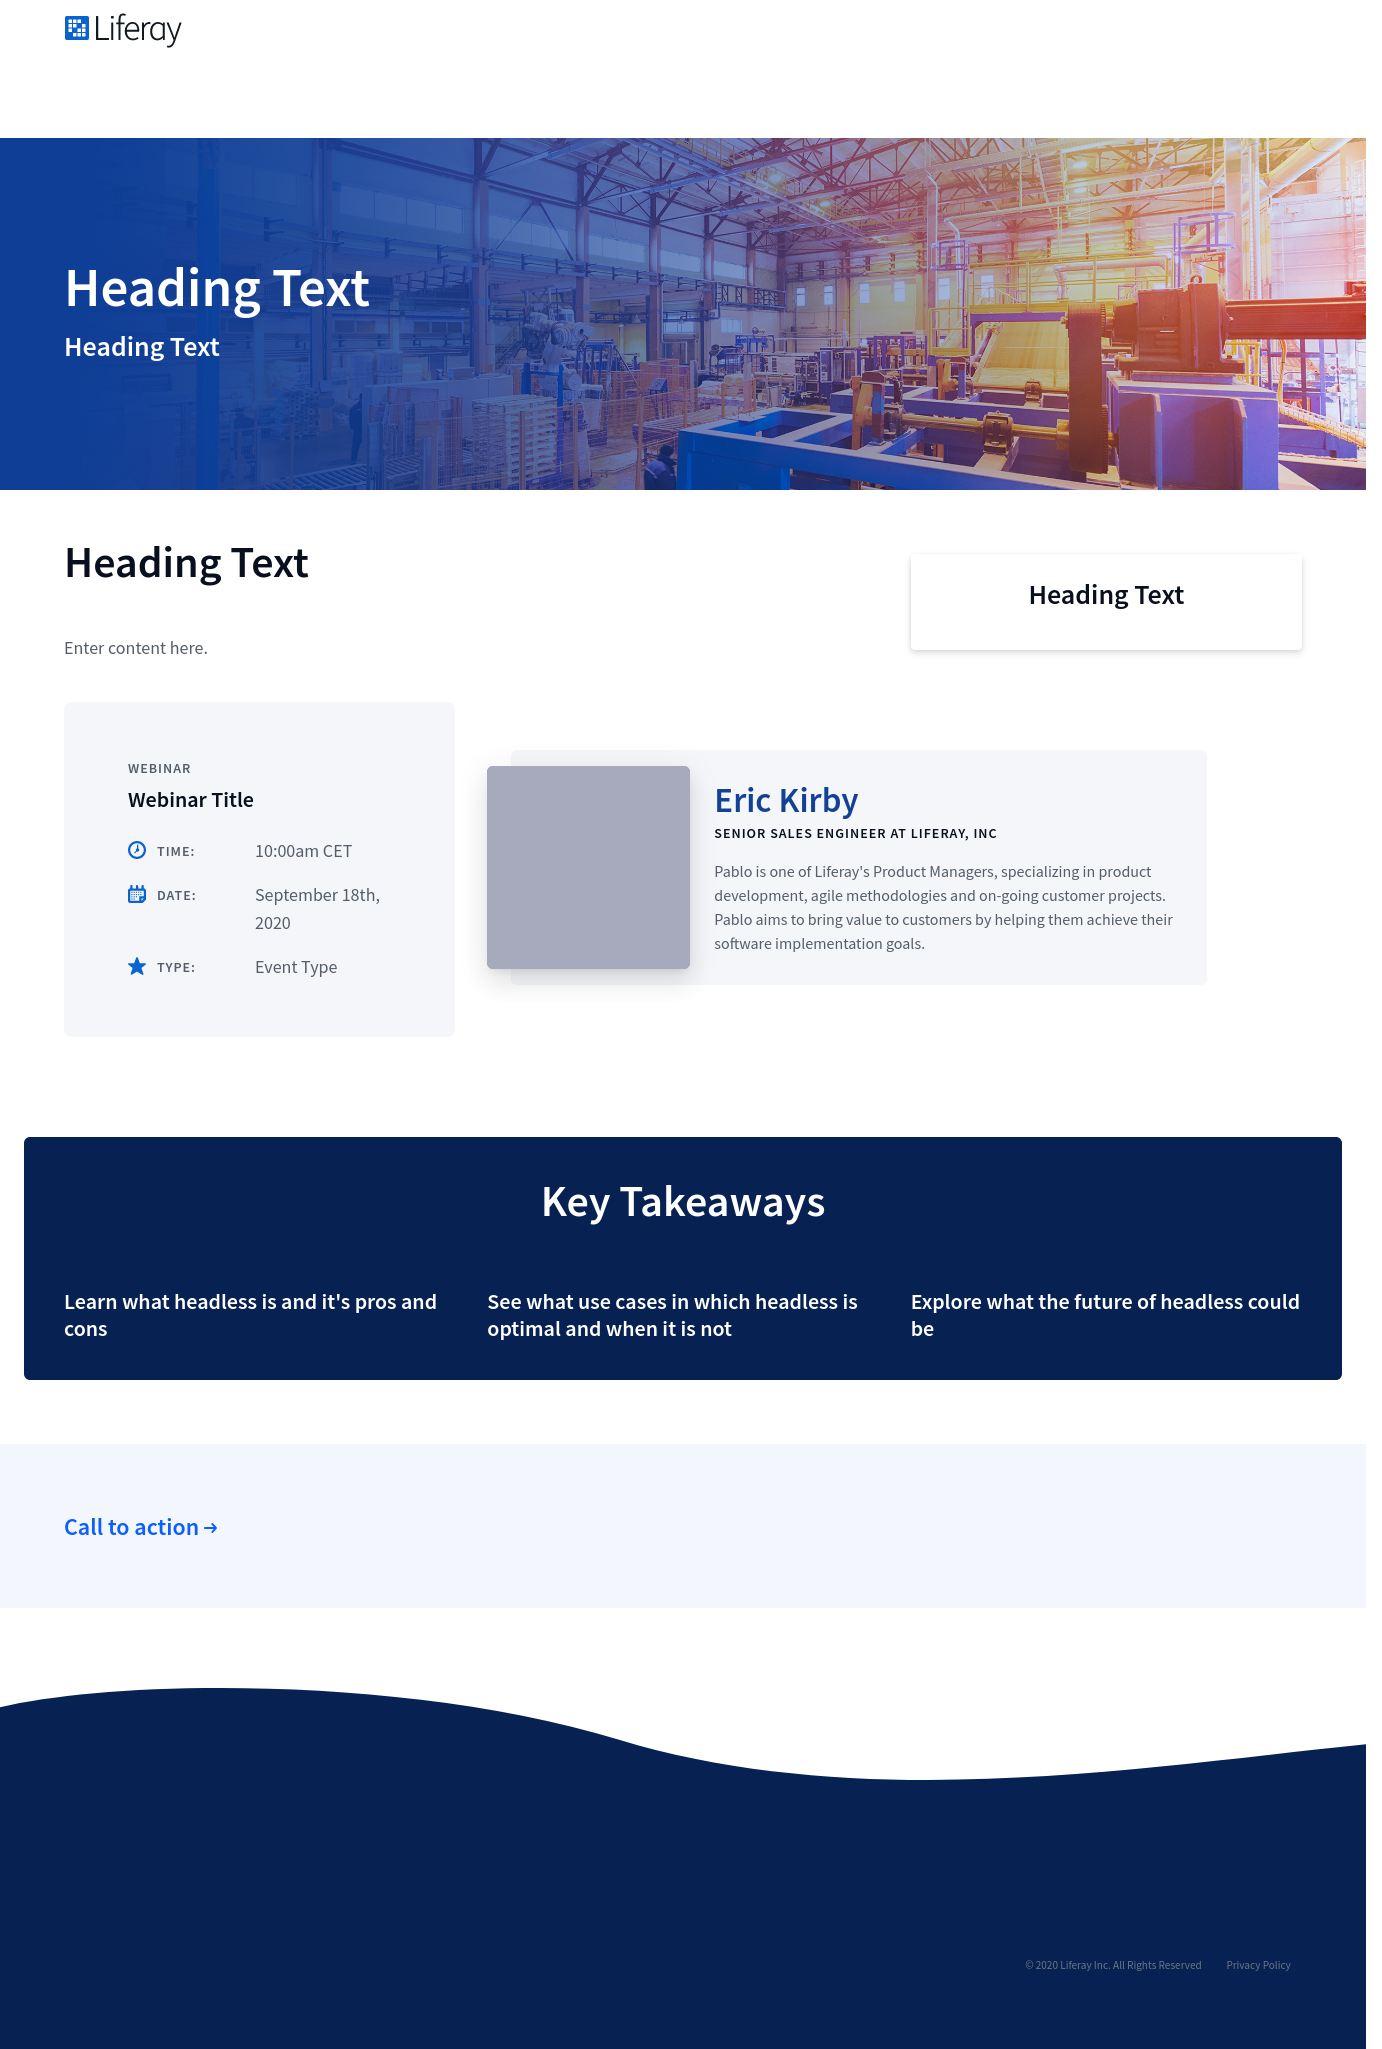 Liferay
Heading Text
Heading Text
Heading Text
Enter content here.
Heading Text
WEBINAR
Webinar Title
TIME: 10:00am CET
DATE: September 18th,
2020
TYPE: Event Type
Eric Kirby
SENIOR SALES ENGINEER AT LIFERAY, INC
Pablo is one of Liferay's Product Managers, specializing in product
development, agile methodologies and on-going customer projects.
Pablo aims to bring value to customers by helping them achieve their
software implementation goals.
Key Takeaways
Learn what headless is and it's pros and
cons
See what use cases in which headless is
optimal and when it is not
Explore what the future of headless could
be
Call to action →
© 2020 Liferay Inc. All Rights Reserved Privacy Policy